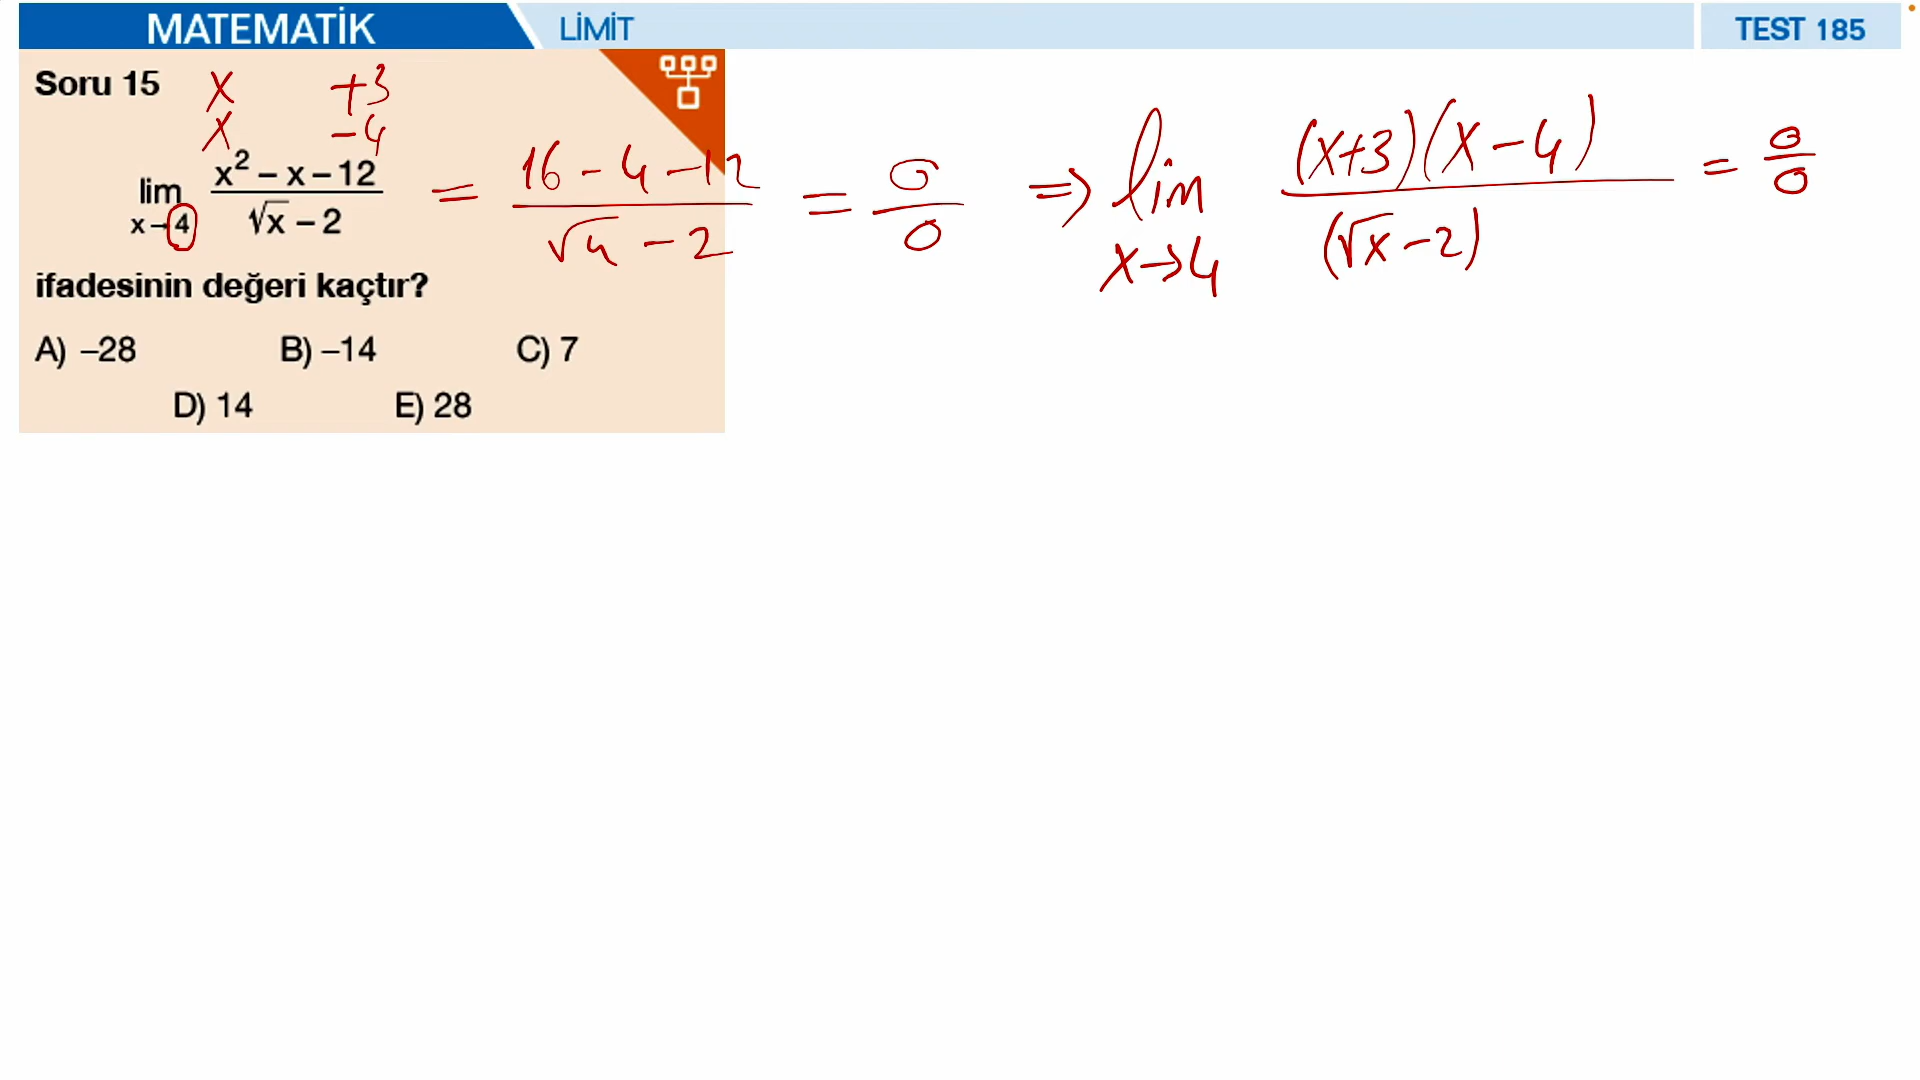 MATEMATİK LİMİT TEST 185
Soru 15
x +3
x -4
lim x→4 (x² – x – 12)/(√x – 2) = (16 - 4 - 12)/(√4 - 2) = 0/0 ⇒ lim x→4 (x+3)(x-4)/(√x-2) = 0/0
ifadesinin değeri kaçtır?
A) –28 B) –14 C) 7
D) 14 E) 28